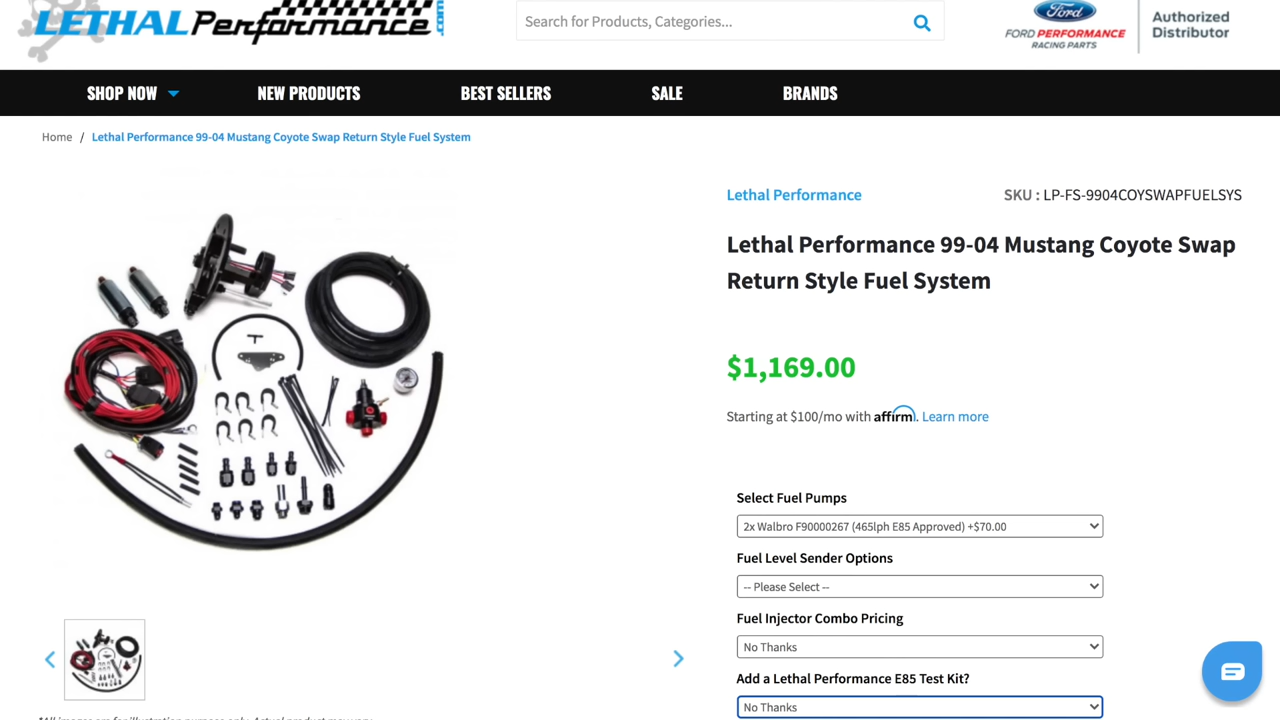 LETHAL Performance .com
Search for Products, Categories...
Ford
FORD PERFORMANCE
RACING PARTS
Authorized
Distributor
SHOP NOW
NEW PRODUCTS
BEST SELLERS
SALE
BRANDS
Home / Lethal Performance 99-04 Mustang Coyote Swap Return Style Fuel System
Lethal Performance
SKU : LP-FS-9904COYSWAPFUELSYS
Lethal Performance 99-04 Mustang Coyote Swap
Return Style Fuel System
$1,169.00
Starting at $100/mo with affirm. Learn more
Select Fuel Pumps
2x Walbro F90000267 (465lph E85 Approved) +$70.00
Fuel Level Sender Options
-- Please Select --
Fuel Injector Combo Pricing
No Thanks
Add a Lethal Performance E85 Test Kit?
No Thanks